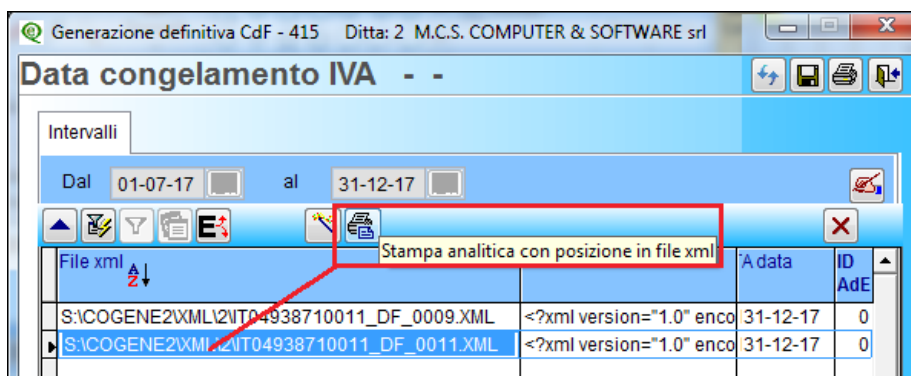 Generazione definitiva CdF - 415 Ditta: 2 M.C.S. COMPUTER & SOFTWARE srl
Data congelamento IVA - -
Intervalli
Dal 01-07-17 al 31-12-17
Stampa analitica con posizione in file xml
File xml A data ID AdE
S:\COGENE2\XML\2\IT04938710011_DF_0009.XML <?xml version="1.0" enco 31-12-17 0
S:\COGENE2\XML\2\IT04938710011_DF_0011.XML <?xml version="1.0" enco 31-12-17 0